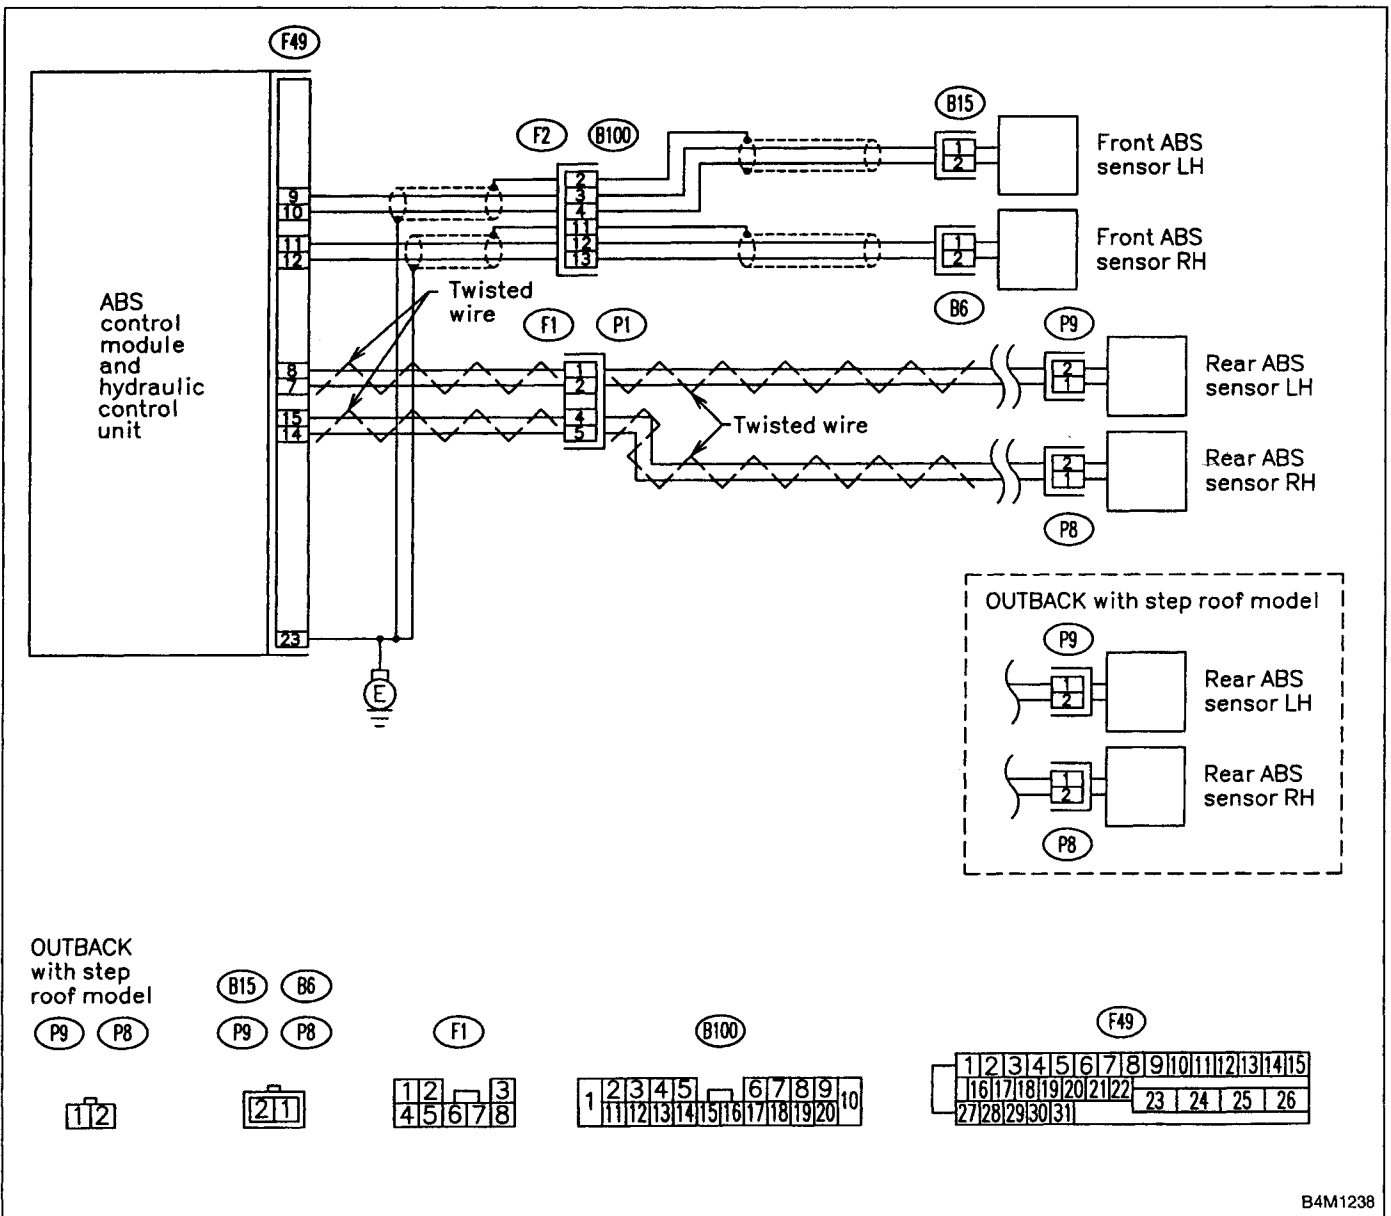 F49
B15
F2 B100
1
2
Front ABS
sensor LH
9
10
2
3
4
11
12
13
11
12
1
2
Front ABS
sensor RH
B6
ABS
control
module
and
hydraulic
control
unit
Twisted
wire
F1 P1
P9
8
7
1
2
2
1
Rear ABS
sensor LH
15
14
4
5
Twisted wire
2
1
Rear ABS
sensor RH
P8
OUTBACK with step roof model
P9
1
2
Rear ABS
sensor LH
1
2
Rear ABS
sensor RH
P8
23
E
OUTBACK
with step
roof model
P9 P8
1 2
B15 B6
P9 P8
2 1
F1
1 2 3
4 5 6 7 8
B100
1 2 3 4 5 6 7 8 9 10
11 12 13 14 15 16 17 18 19 20
F49
1 2 3 4 5 6 7 8 9 10 11 12 13 14 15
16 17 18 19 20 21 22 23 24 25 26
27 28 29 30 31
B4M1238